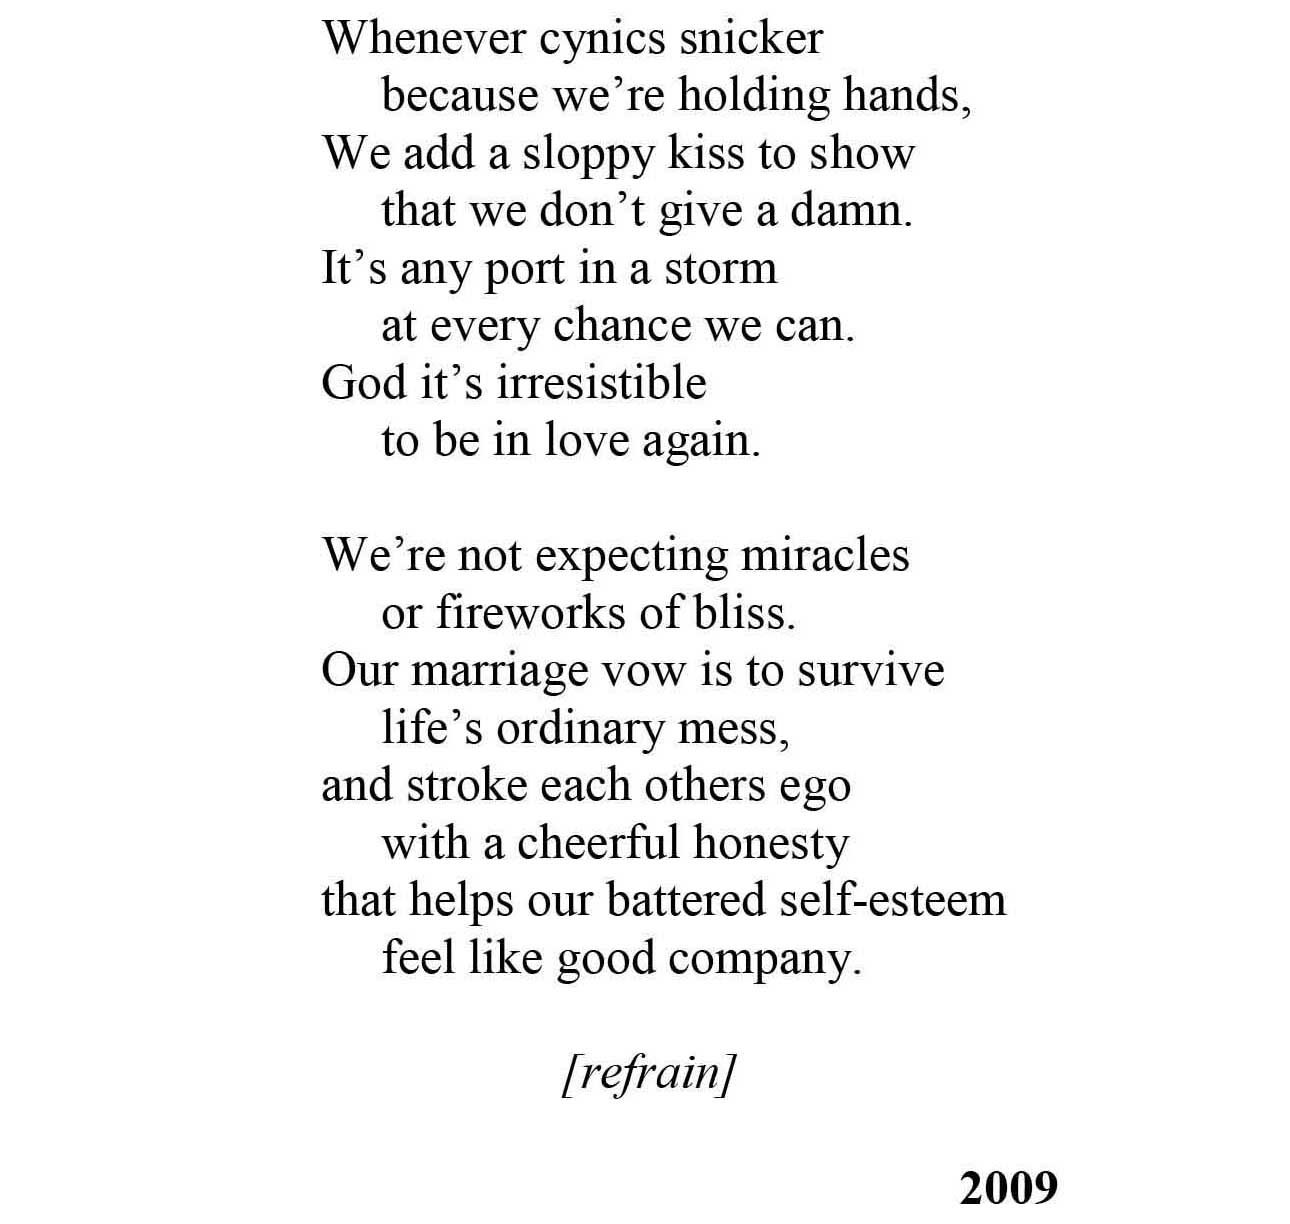 Whenever cynics snicker
because we’re holding hands,
We add a sloppy kiss to show
that we don’t give a damn.
It’s any port in a storm
at every chance we can.
God it’s irresistible
to be in love again.
We’re not expecting miracles
or fireworks of bliss.
Our marriage vow is to survive
life’s ordinary mess,
and stroke each others ego
with a cheerful honesty
that helps our battered self-esteem
feel like good company.
[refrain]
2009